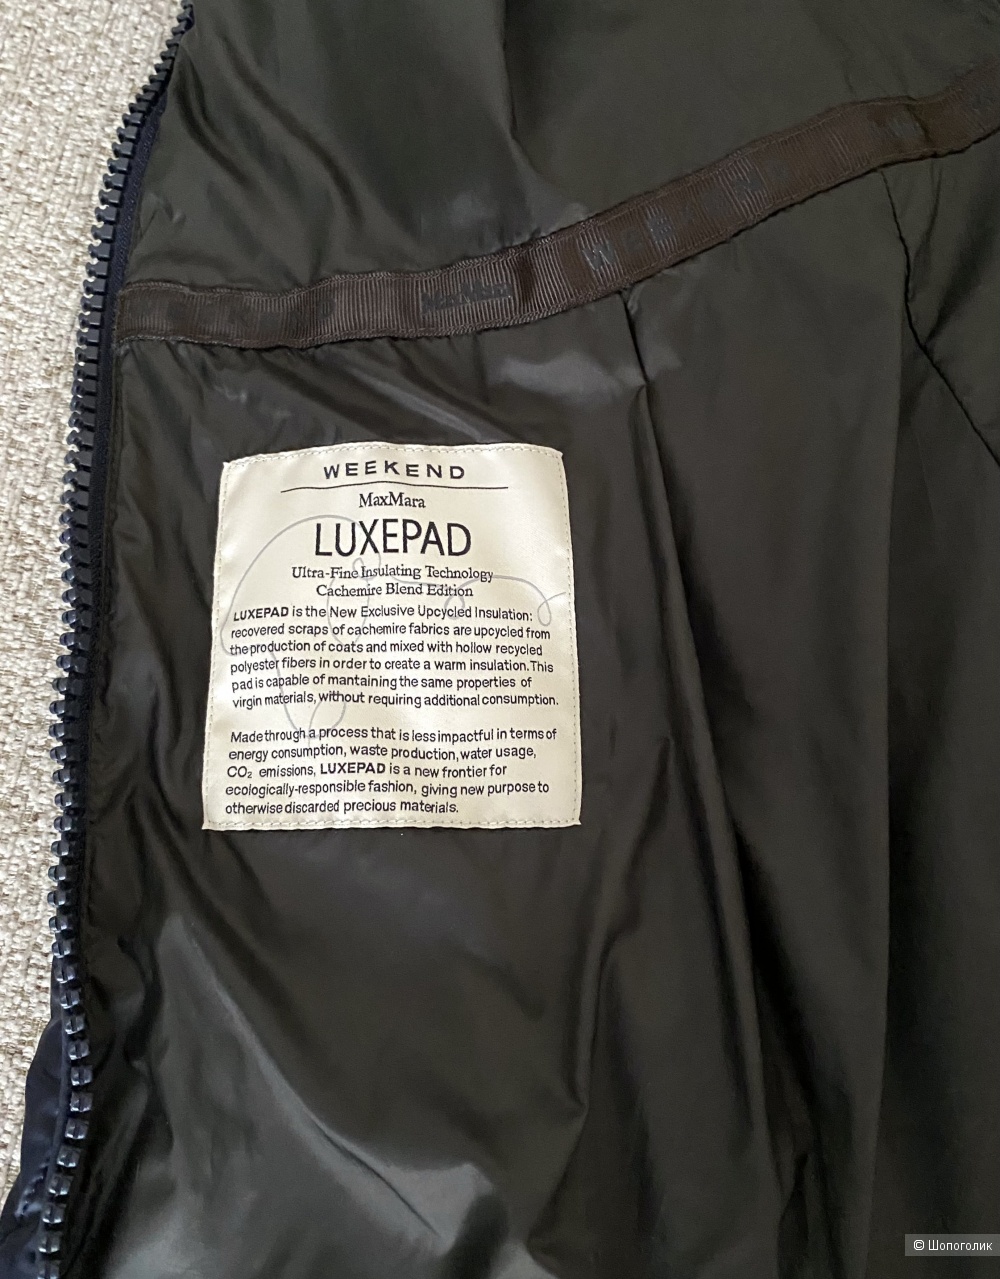 WEEKEND
MaxMara
WEEKEND
MaxMara
LUXEPAD
Ultra-Fine Insulating Technology
Cachemire Blend Edition
LUXEPAD is the New Exclusive Upcycled Insulation:
recovered scraps of cachemire fabrics are upcycled from
the production of coats and mixed with hollow recycled
polyester fibers in order to create a warm insulation. This
pad is capable of mantaining the same properties of
virgin materials, without requiring additional consumption.
Made through a process that is less impactful in terms of
energy consumption, waste production, water usage,
CO₂ emissions, LUXEPAD is a new frontier for
ecologically-responsible fashion, giving new purpose to
otherwise discarded precious materials.
© Шопоголик